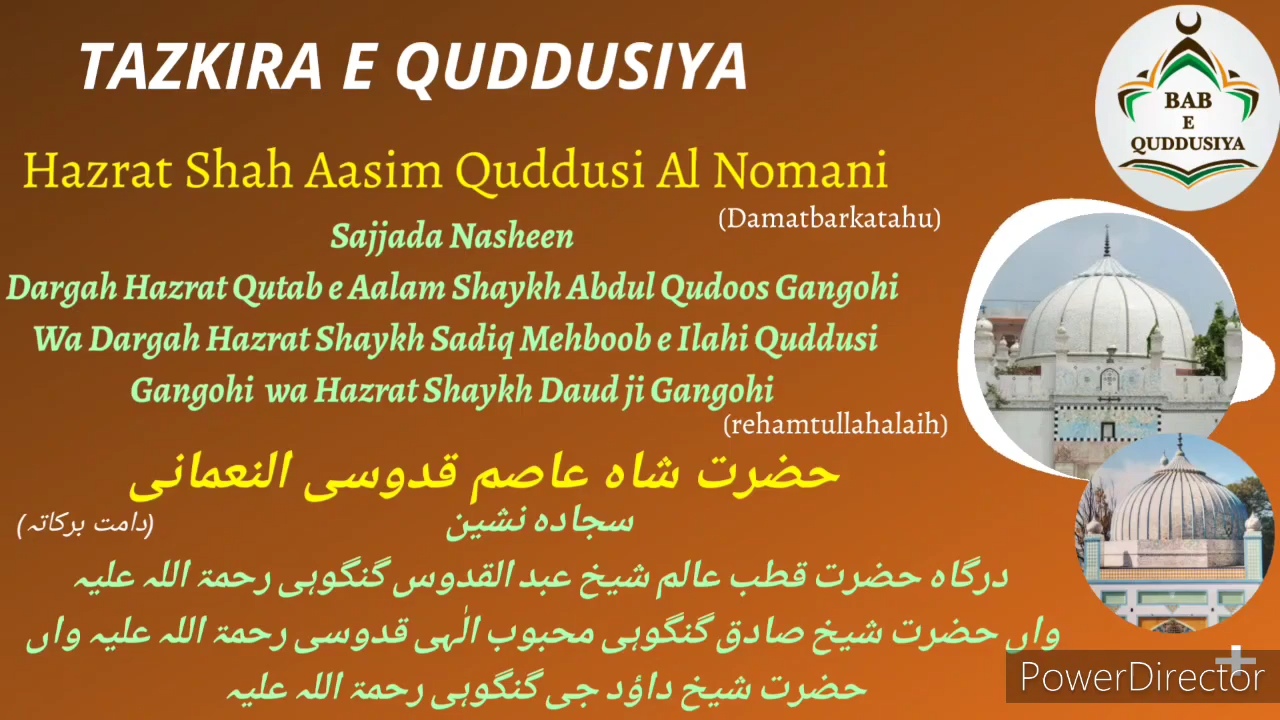 TAZKIRA E QUDDUSIYA
BAB
E
QUDDUSIYA
Hazrat Shah Aasim Quddusi Al Nomani
(Damatbarkatahu)
Sajjada Nasheen
Dargah Hazrat Qutab e Aalam Shaykh Abdul Qudoos Gangohi
Wa Dargah Hazrat Shaykh Sadiq Mehboob e Ilahi Quddusi
Gangohi wa Hazrat Shaykh Daud ji Gangohi
(rehamtullahalaih)
حضرت شاہ عاصم قدوسی النعمانی
(دامت برکاتہ)
سجادہ نشین
درگاہ حضرت قطب عالم شیخ عبد القدوس گنگوہی رحمۃ اللہ علیہ
واں حضرت شیخ صادق گنگوہی محبوب الٰہی قدوسی رحمۃ اللہ علیہ واں
حضرت شیخ داؤد جی گنگوہی رحمۃ اللہ علیہ
PowerDirector